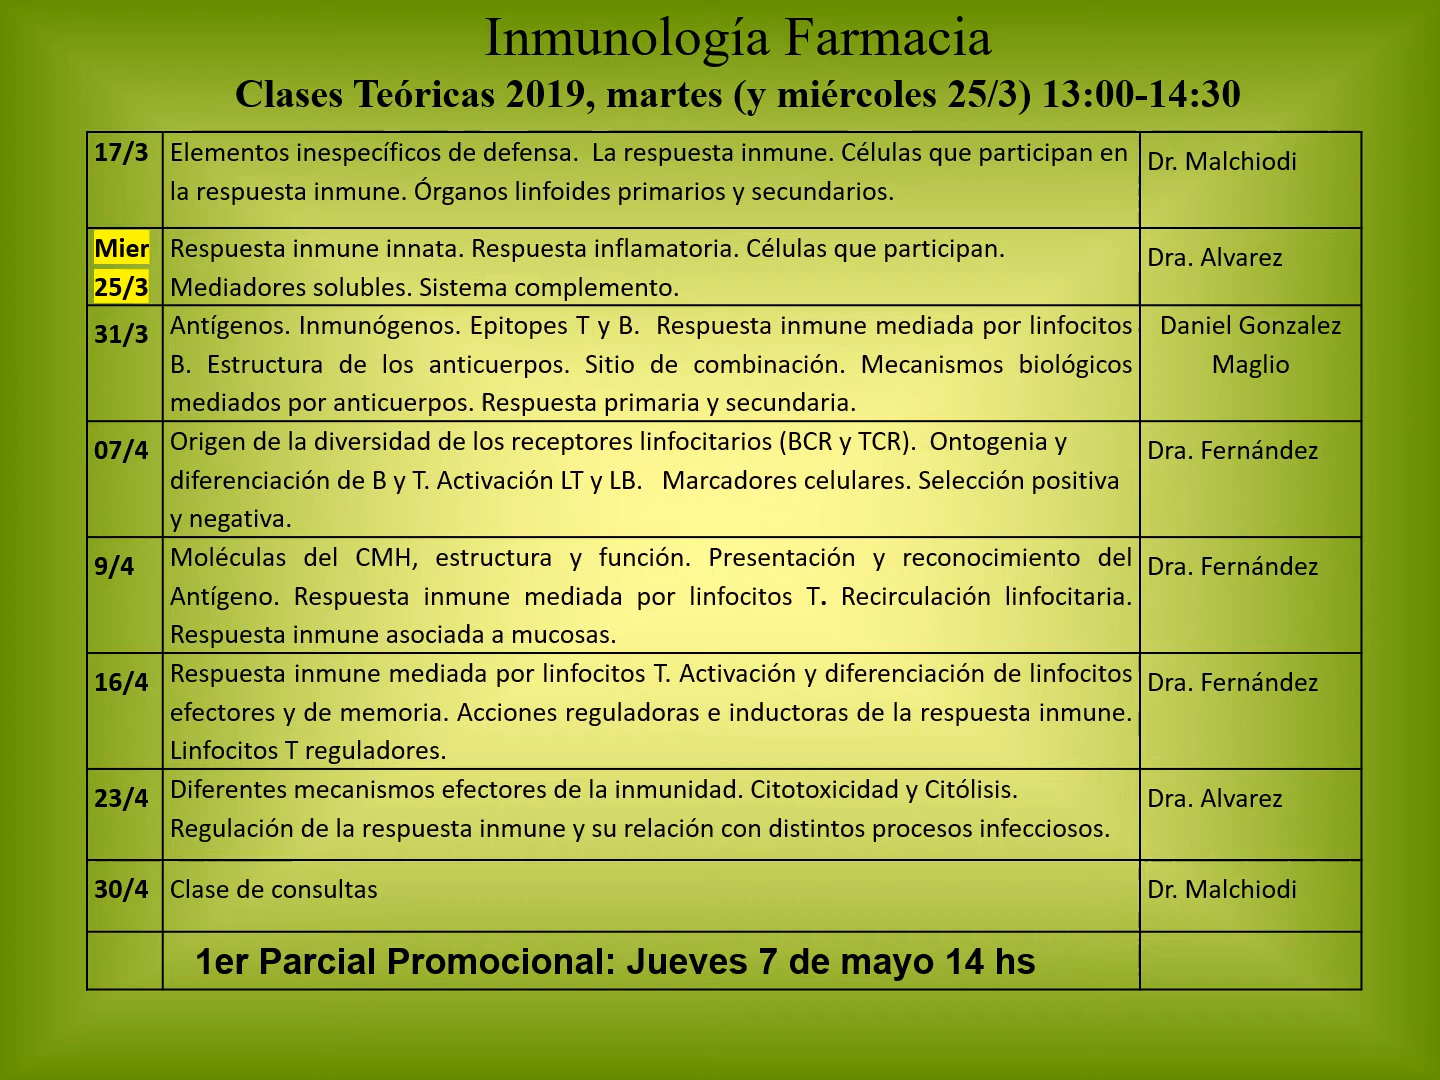 Inmunología Farmacia
Clases Teóricas 2019, martes (y miércoles 25/3) 13:00-14:30
17/3
Elementos inespecíficos de defensa. La respuesta inmune. Células que participan en
la respuesta inmune. Órganos linfoides primarios y secundarios.
Dr. Malchiodi
Mier
25/3
Respuesta inmune innata. Respuesta inflamatoria. Células que participan.
Mediadores solubles. Sistema complemento.
Dra. Alvarez
31/3
Antígenos. Inmunógenos. Epitopes T y B. Respuesta inmune mediada por linfocitos
B. Estructura de los anticuerpos. Sitio de combinación. Mecanismos biológicos
mediados por anticuerpos. Respuesta primaria y secundaria.
Daniel Gonzalez
Maglio
07/4
Origen de la diversidad de los receptores linfocitarios (BCR y TCR). Ontogenia y
diferenciación de B y T. Activación LT y LB. Marcadores celulares. Selección positiva
y negativa.
Dra. Fernández
9/4
Moléculas del CMH, estructura y función. Presentación y reconocimiento del
Antígeno. Respuesta inmune mediada por linfocitos T. Recirculación linfocitaria.
Respuesta inmune asociada a mucosas.
Dra. Fernández
16/4
Respuesta inmune mediada por linfocitos T. Activación y diferenciación de linfocitos
efectores y de memoria. Acciones reguladoras e inductoras de la respuesta inmune.
Linfocitos T reguladores.
Dra. Fernández
23/4
Diferentes mecanismos efectores de la inmunidad. Citotoxicidad y Citólisis.
Regulación de la respuesta inmune y su relación con distintos procesos infecciosos.
Dra. Alvarez
30/4
Clase de consultas
Dr. Malchiodi
1er Parcial Promocional: Jueves 7 de mayo 14 hs